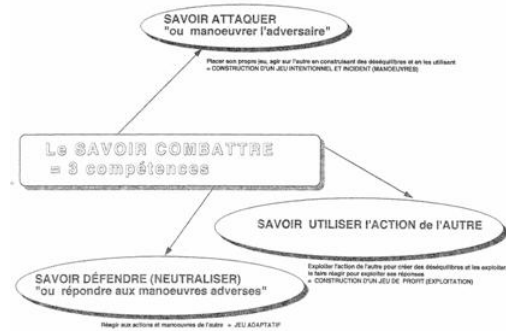 SAVOIR ATTAQUER
"ou manoeuvrer l'adversaire"
Placer son propre jeu, agir sur l'autre en construisant des déséquilibres et en les utilisant
= CONSTRUCTION D'UN JEU INTENTIONNEL ET INCIDENT (MANOEUVRES)
Le SAVOIR COMBATTRE
= 3 compétences
SAVOIR UTILISER l'ACTION de l'AUTRE
Exploiter l'action de l'autre pour créer des déséquilibres et les exploiter
le faire réagir pour exploiter ses réponses
= CONSTRUCTION D'UN JEU DE PROFIT (EXPLOITATION)
SAVOIR DÉFENDRE (NEUTRALISER)
"ou répondre aux manoeuvres adverses"
Réagir aux actions et manoeuvres de l'autre = JEU ADAPTATIF